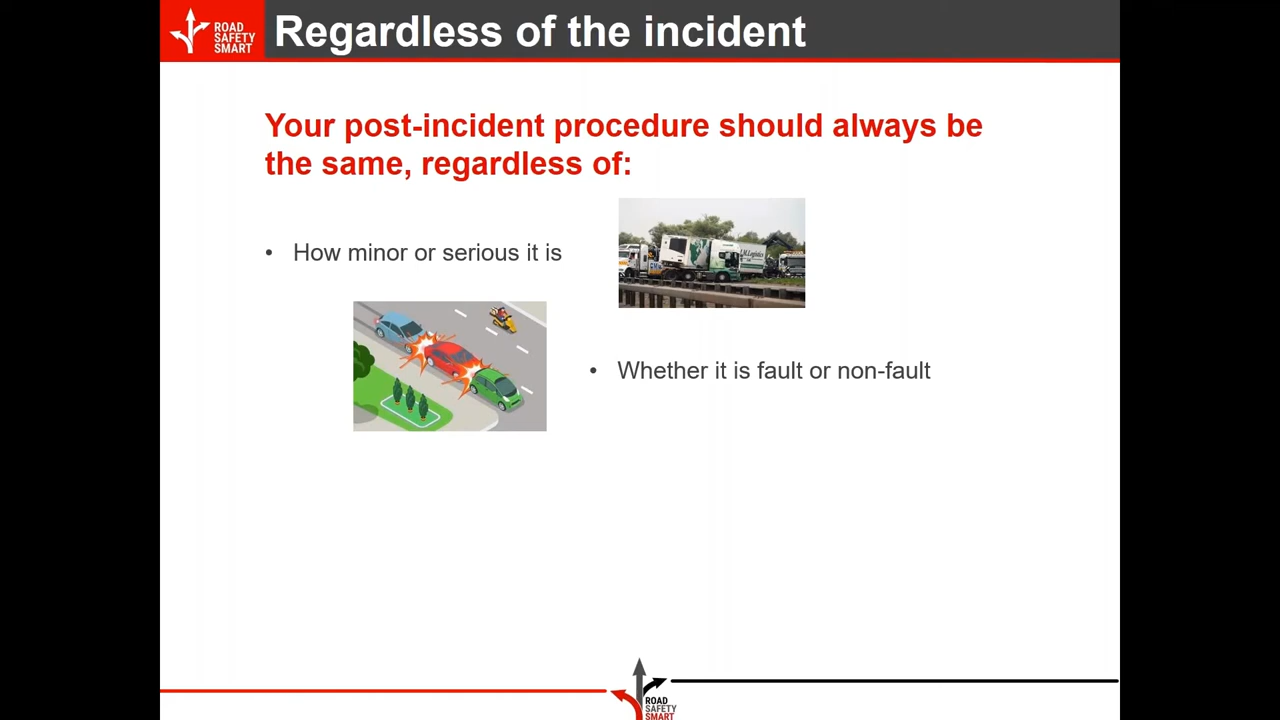 ROAD
SAFETY
SMART
Regardless of the incident
Your post-incident procedure should always be
the same, regardless of:
• How minor or serious it is
• Whether it is fault or non-fault
ROAD
SAFETY
SMART